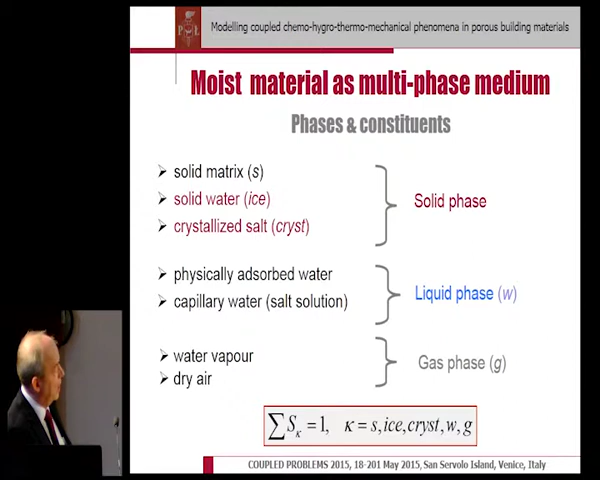 Modelling coupled chemo-hygro-thermo-mechanical phenomena in porous building materials
P Ł
Moist material as multi-phase medium
Phases & constituents
➢ solid matrix (s)
➢ solid water (ice)
➢ crystallized salt (cryst)
Solid phase
➢ physically adsorbed water
➢ capillary water (salt solution)
Liquid phase (w)
➢ water vapour
➢ dry air
Gas phase (g)
∑ Sκ = 1, κ = s, ice, cryst, w, g
COUPLED PROBLEMS 2015, 18-201 May 2015, San Servolo Island, Venice, Italy